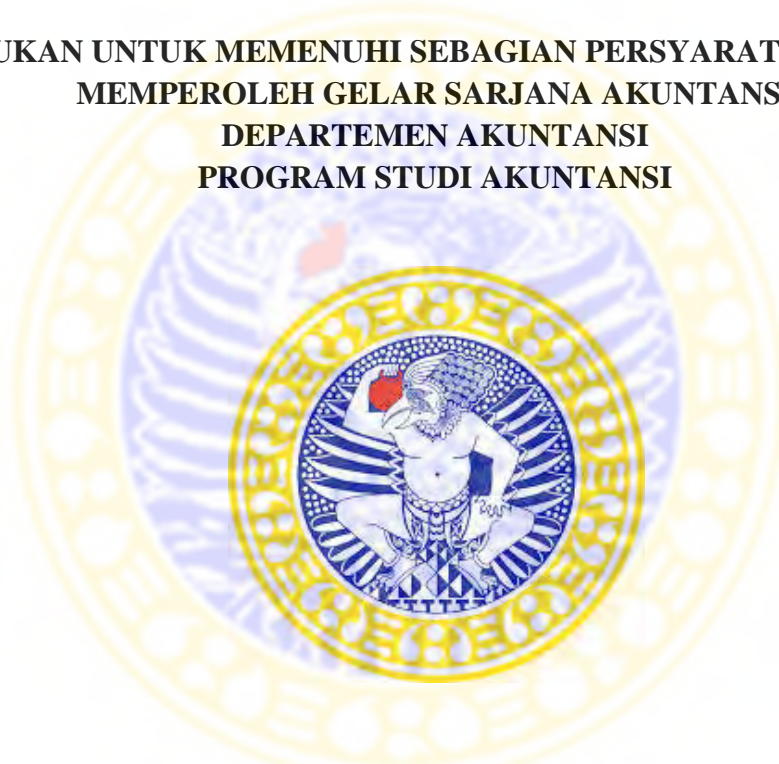 UKAN UNTUK MEMENUHI SEBAGIAN PERSYARAT
MEMPEROLEH GELAR SARJANA AKUNTANS
DEPARTEMEN AKUNTANSI
PROGRAM STUDI AKUNTANSI